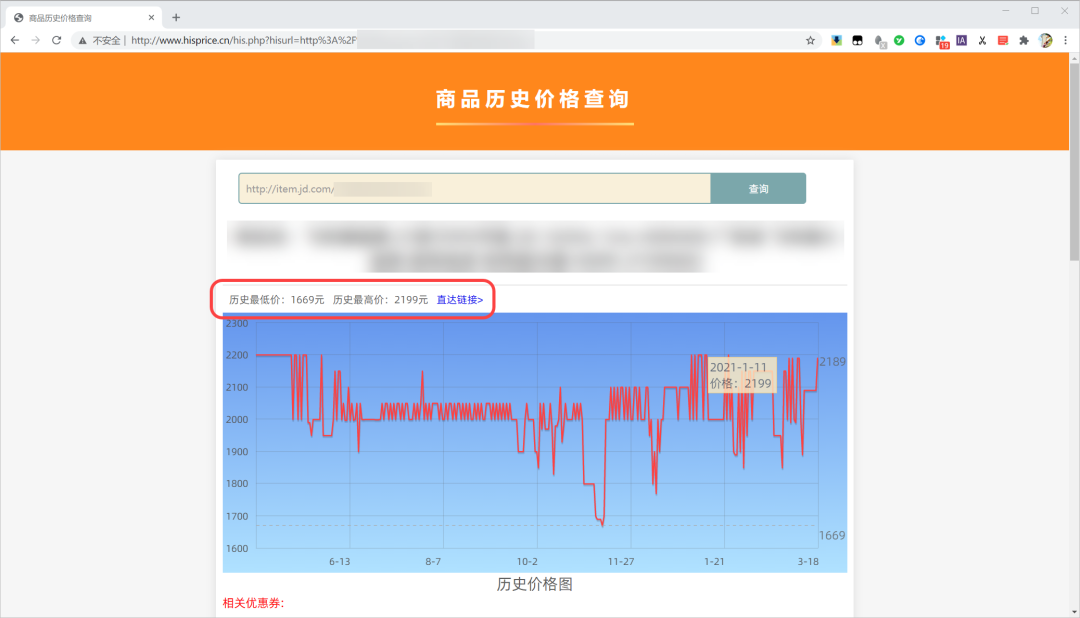 商品历史价格查询
不安全 | http://www.hisprice.cn/his.php?hisurl=http%3A%2F
19
IA
商品历史价格查询
http://item.jd.com/
查询
历史最低价：1669元 历史最高价：2199元 直达链接>
2300
2200
2100
2000
1900
1800
1700
1600
2189
2021-1-11
价格：2199
1669
6-13 8-7 10-2 11-27 1-21 3-18
历史价格图
相关优惠券: